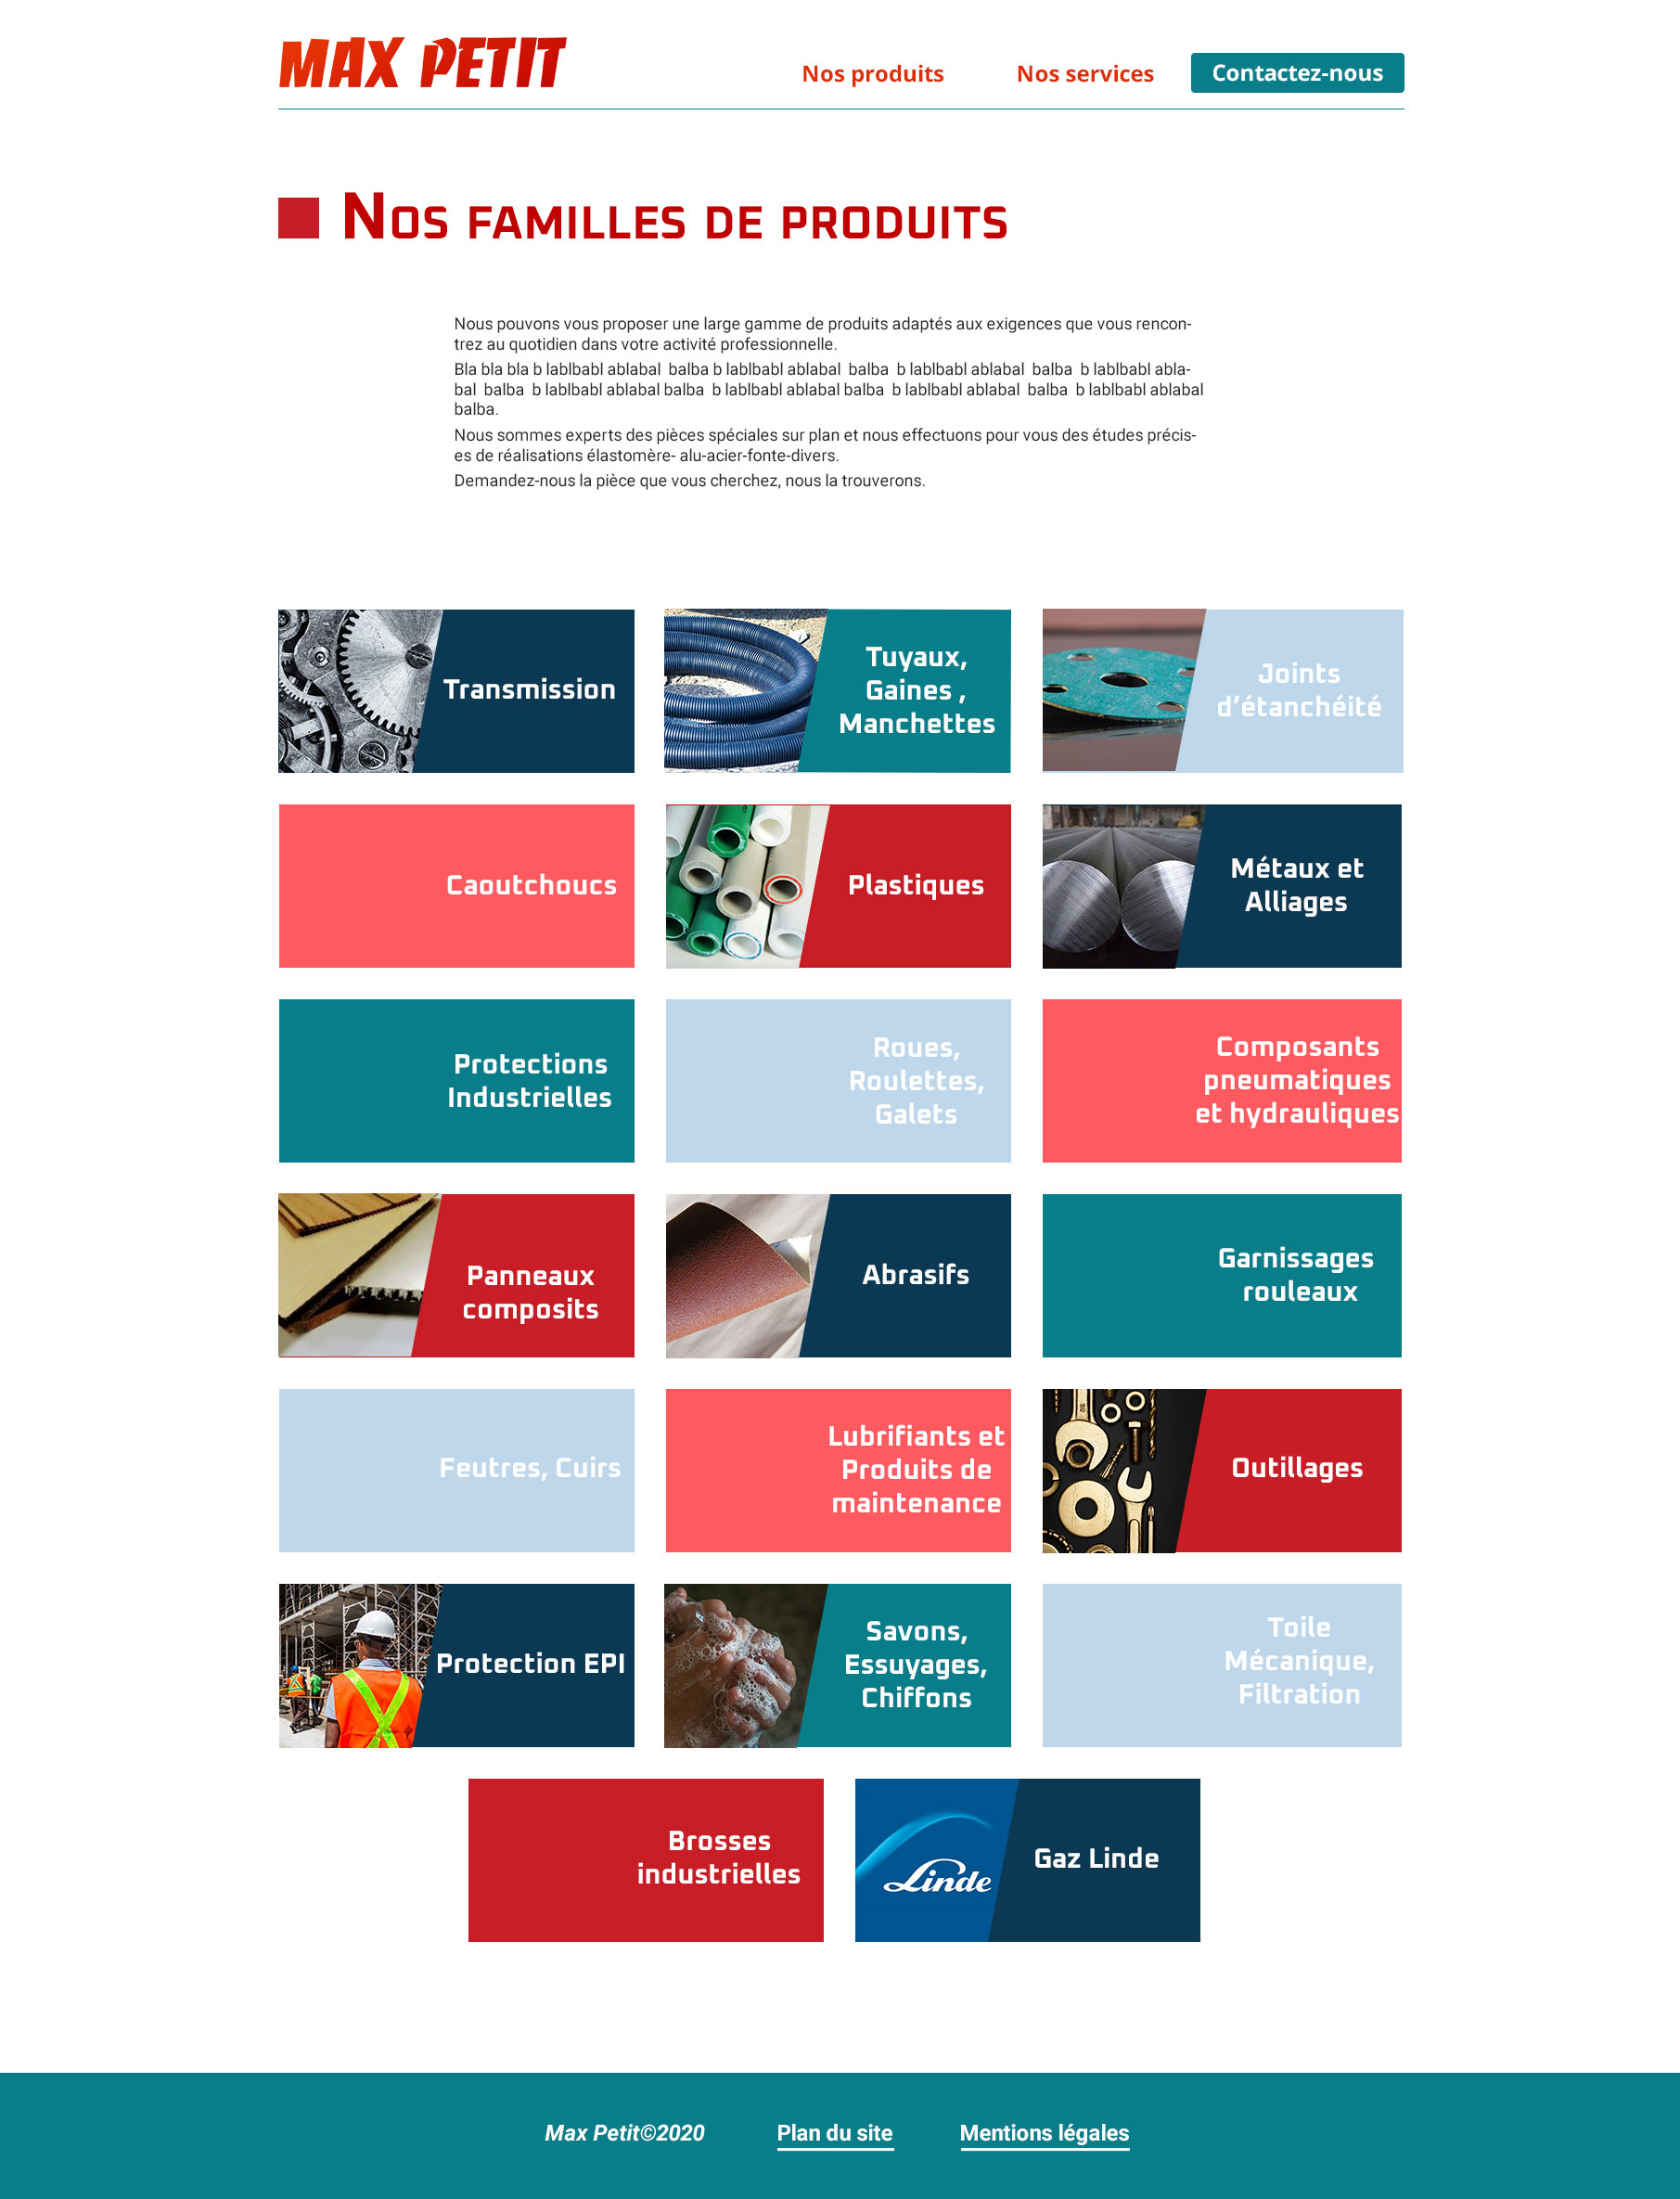 MAX PETIT
Nos produits
Nos services
Contactez-nous
Nos familles de produits
Nous pouvons vous proposer une large gamme de produits adaptés aux exigences que vous rencon-
trez au quotidien dans votre activité professionnelle.
Bla bla bla b lablbabl ablabal  balba b lablbabl ablabal  balba  b lablbabl ablabal  balba  b lablbabl abla-
bal  balba  b lablbabl ablabal balba  b lablbabl ablabal balba  b lablbabl ablabal  balba  b lablbabl ablabal
balba.
Nous sommes experts des pièces spéciales sur plan et nous effectuons pour vous des études précis-
es de réalisations élastomère- alu-acier-fonte-divers.
Demandez-nous la pièce que vous cherchez, nous la trouverons.
Transmission
Tuyaux,
Gaines ,
Manchettes
Joints
d’étanchéité
Caoutchoucs
Plastiques
Métaux et
Alliages
Protections
Industrielles
Roues,
Roulettes,
Galets
Composants
pneumatiques
et hydrauliques
Panneaux
composits
Abrasifs
Garnissages
rouleaux
Feutres, Cuirs
Lubrifiants et
Produits de
maintenance
Outillages
Protection EPI
Savons,
Essuyages,
Chiffons
Toile
Mécanique,
Filtration
Brosses
industrielles
Linde
Gaz Linde
Max Petit©2020
Plan du site
Mentions légales